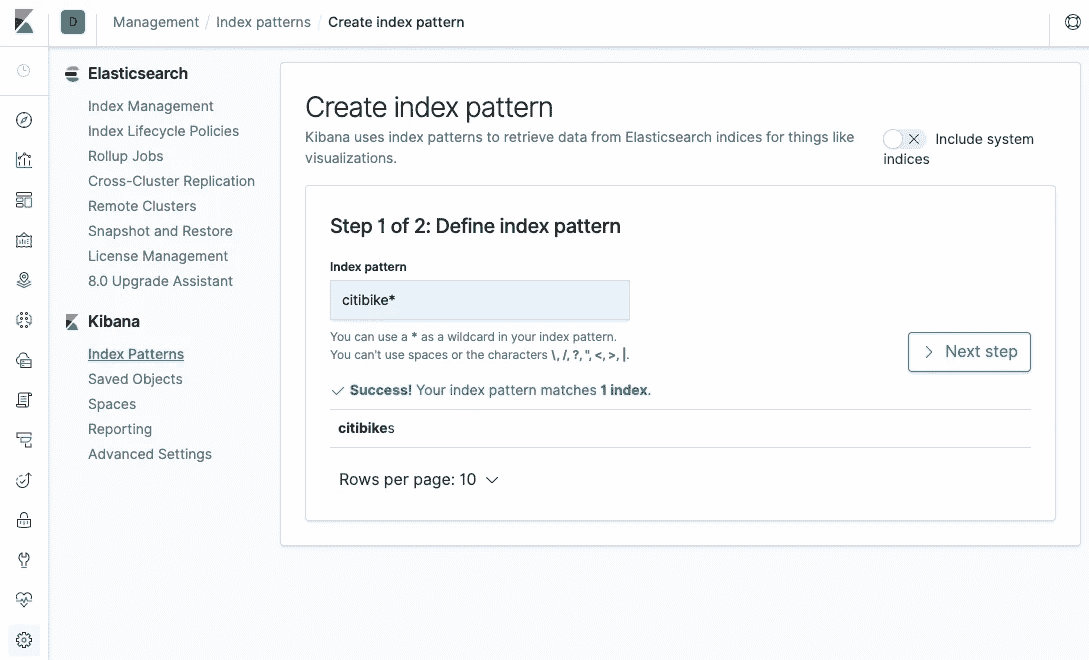 D Management / Index patterns / Create index pattern
Elasticsearch
Index Management
Index Lifecycle Policies
Rollup Jobs
Cross-Cluster Replication
Remote Clusters
Snapshot and Restore
License Management
8.0 Upgrade Assistant
Kibana
Index Patterns
Saved Objects
Spaces
Reporting
Advanced Settings
Create index pattern
Kibana uses index patterns to retrieve data from Elasticsearch indices for things like
visualizations.
Include system
indices
Step 1 of 2: Define index pattern
Index pattern
citibike*
You can use a * as a wildcard in your index pattern.
You can't use spaces or the characters \, /, ?, ", <, >, |.
Next step
Success! Your index pattern matches 1 index.
citibikes
Rows per page: 10